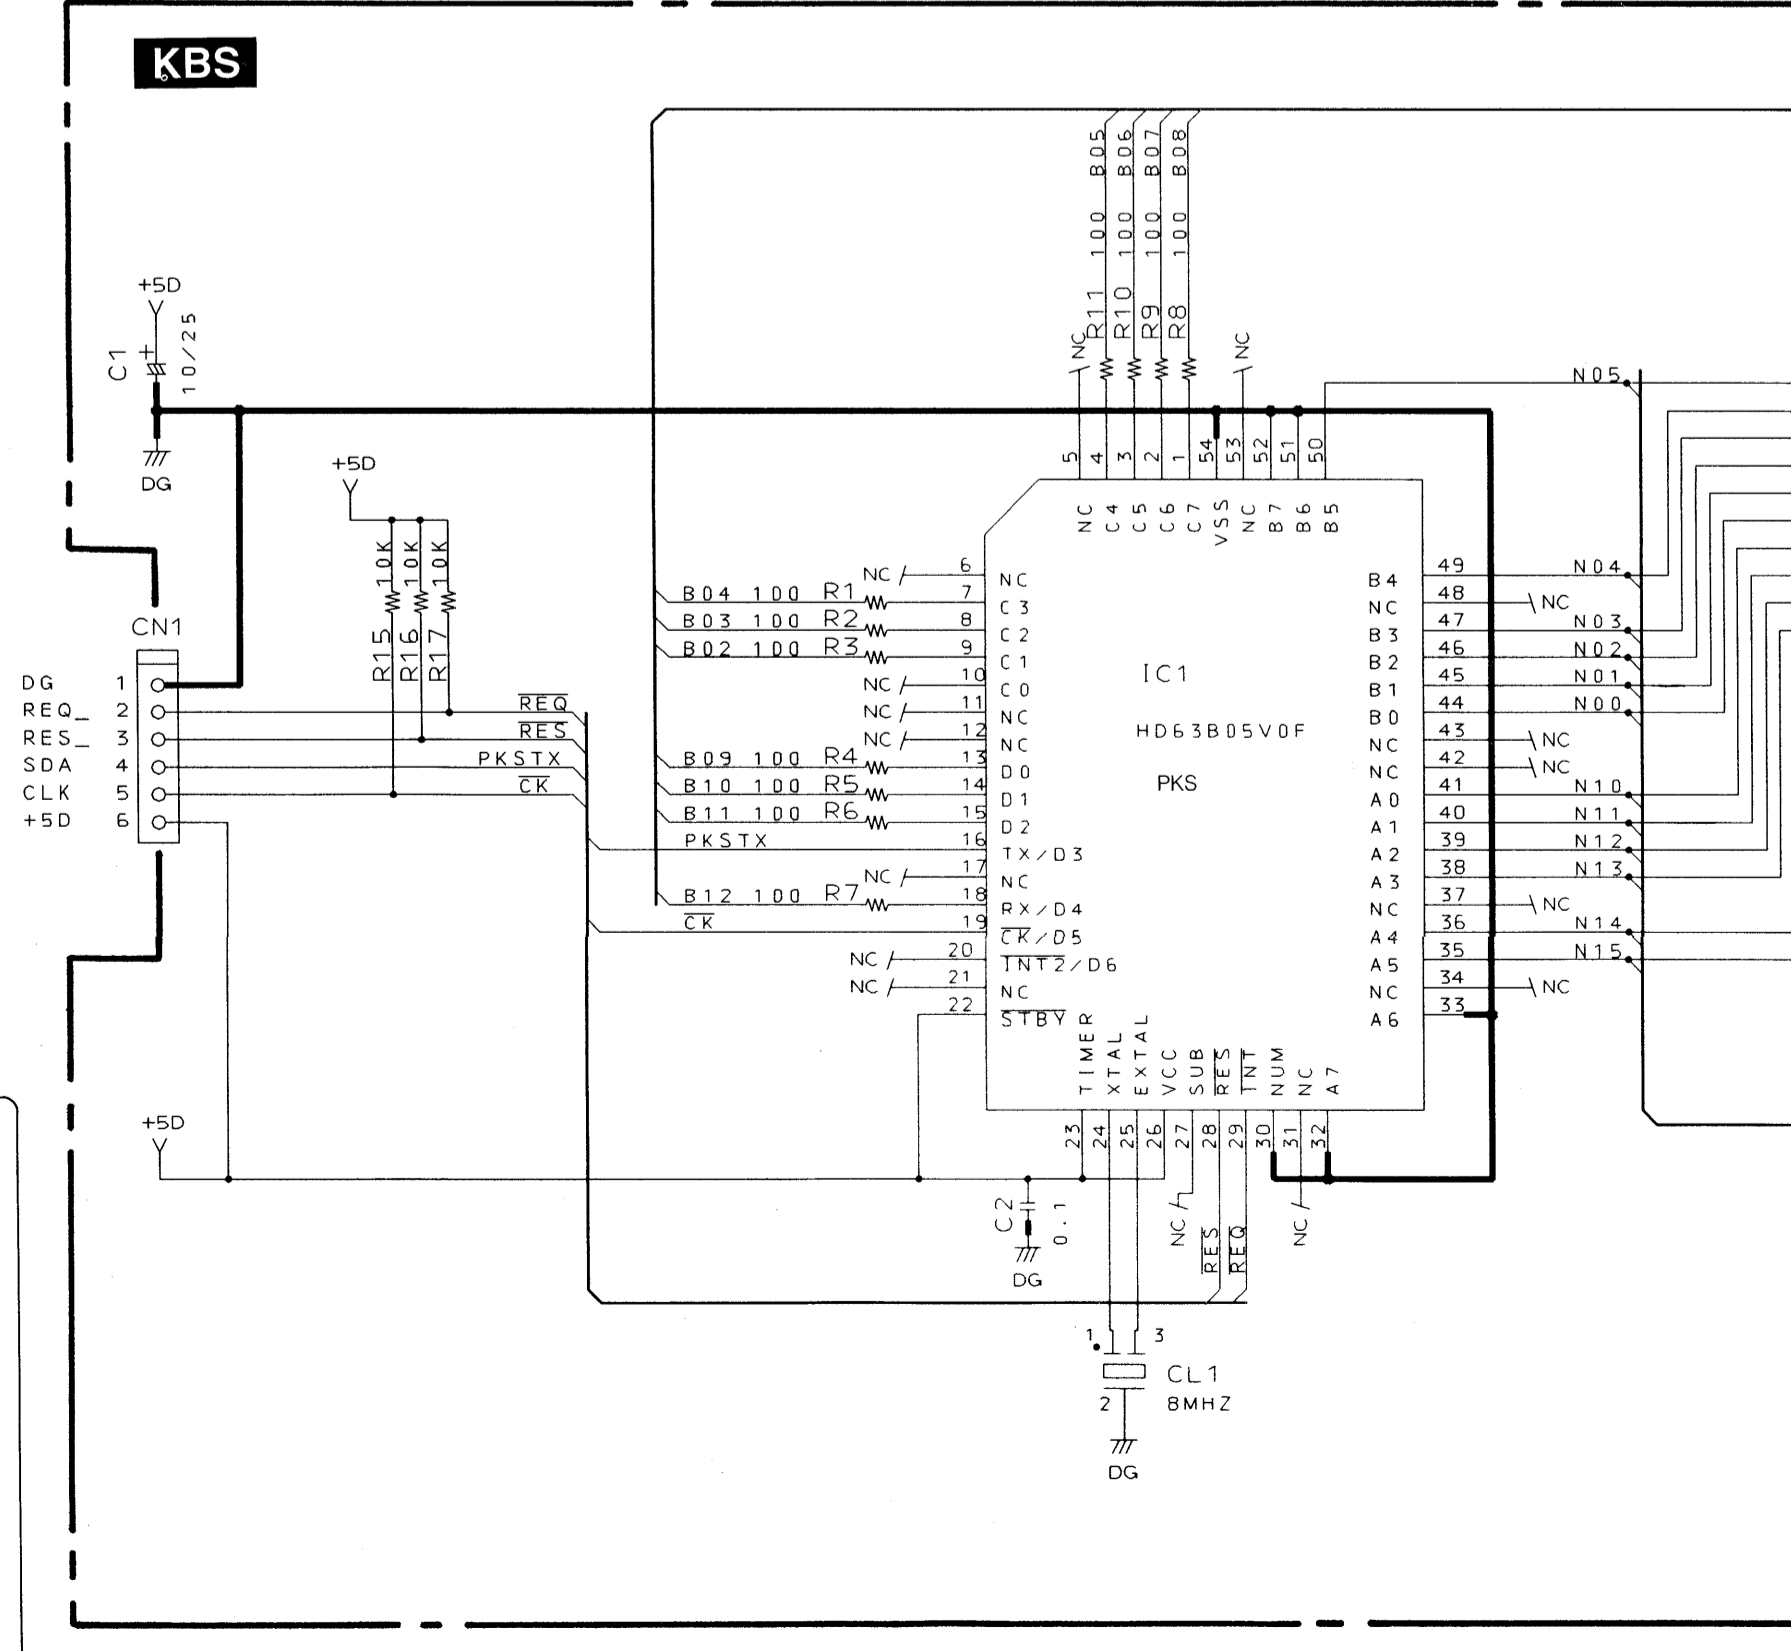 KBS
B05
B06
B07
B08
100
100
100
100
R11
R10
R9
R8
NC
NC
+5D
C1
+
10/25
DG
+5D
10K
10K
10K
R15
R16
R17
5
4
3
2
1
54
53
52
51
50
NC
C4
C5
C6
C7
VSS
NC
B7
B6
B5
N05
CN1
DG 1
REQ_ 2
RES_ 3
SDA 4
CLK 5
+5D 6
REQ
RES
PKSTX
CK
NC 6 NC
B04 100 R1 7 C3
B03 100 R2 8 C2
B02 100 R3 9 C1
NC 10 C0
NC 11 NC
NC 12 NC
B09 100 R4 13 D0
B10 100 R5 14 D1
B11 100 R6 15 D2
PKSTX 16 TX/D3
NC 17 NC
B12 100 R7 18 RX/D4
CK 19 CK/D5
NC 20 INT2/D6
NC 21 NC
22 STBY
IC1
HD63B05V0F
PKS
B4 49 N04
NC 48 NC
B3 47 N03
B2 46 N02
B1 45 N01
B0 44 N00
NC 43 NC
NC 42 NC
A0 41 N10
A1 40 N11
A2 39 N12
A3 38 N13
NC 37 NC
A4 36 N14
A5 35 N15
NC 34 NC
A6 33
TIMER
XTAL
EXTAL
VCC
SUB
RES
INT
NUM
NC
A7
23
24
25
26
27
28
29
30
31
32
+5D
C2
0.1
DG
NC
RES
REQ
NC
1
3
CL1
2
8MHZ
DG